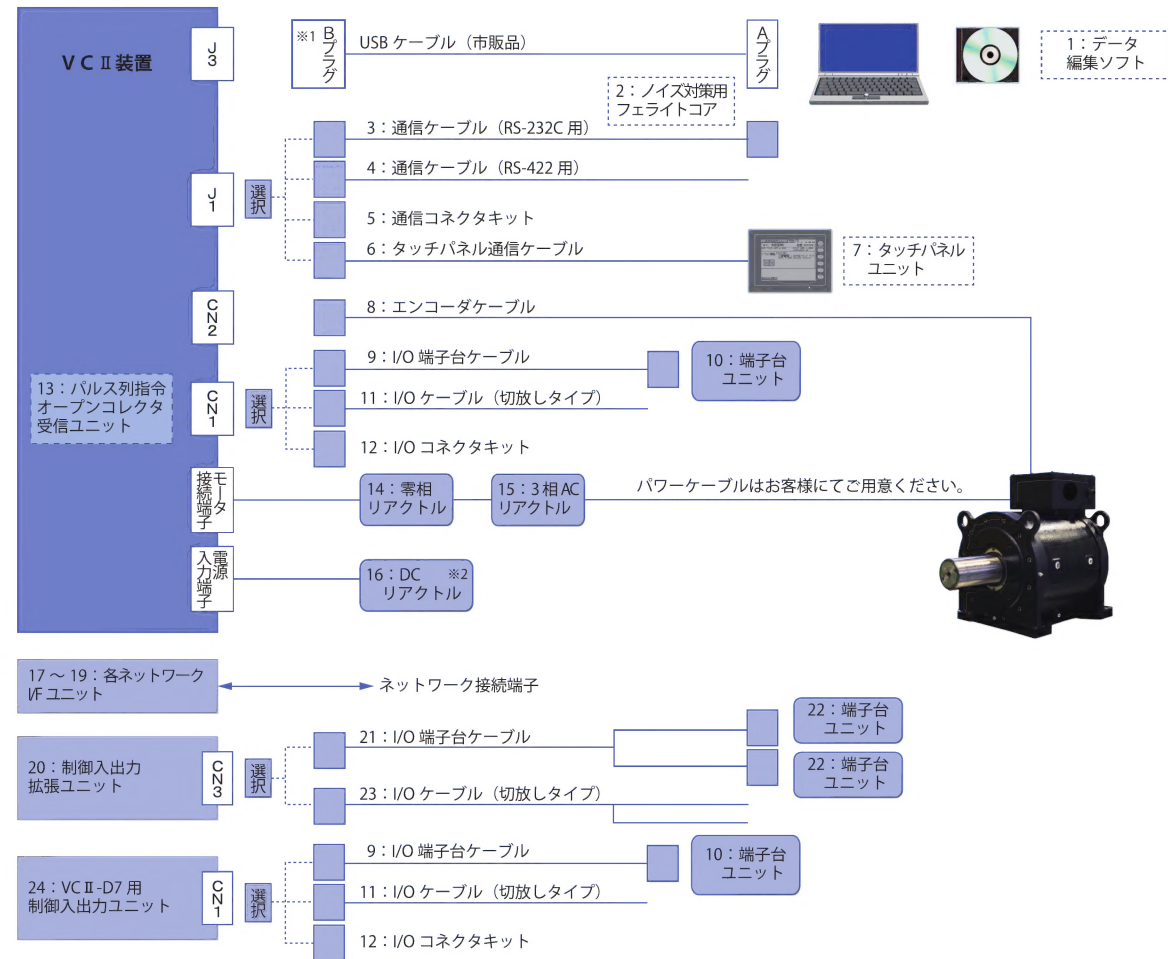 VCⅡ装置
J3
※1 Bプラグ
USB ケーブル（市販品）
Aプラグ
1：データ
編集ソフト
2：ノイズ対策用
フェライトコア
3：通信ケーブル（RS-232C 用）
4：通信ケーブル（RS-422 用）
J1
選択
5：通信コネクタキット
6：タッチパネル通信ケーブル
7：タッチパネル
ユニット
CN2
8：エンコーダケーブル
9：I/O 端子台ケーブル
10：端子台
ユニット
13：パルス列指令
オープンコレクタ
受信ユニット
CN1
選択
11：I/O ケーブル（切放しタイプ）
12：I/O コネクタキット
モータ
接続端子
14：零相
リアクトル
15：3 相 AC
リアクトル
パワーケーブルはお客様にてご用意ください。
電源
入力端子
16：DC ※2
リアクトル
17 ～ 19：各ネットワーク
I/F ユニット
ネットワーク接続端子
20：制御入出力
拡張ユニット
CN3
選択
21：I/O 端子台ケーブル
22：端子台
ユニット
22：端子台
ユニット
23：I/O ケーブル（切放しタイプ）
24：VCⅡ-D7 用
制御入出力ユニット
CN1
選択
9：I/O 端子台ケーブル
10：端子台
ユニット
11：I/O ケーブル（切放しタイプ）
12：I/O コネクタキット